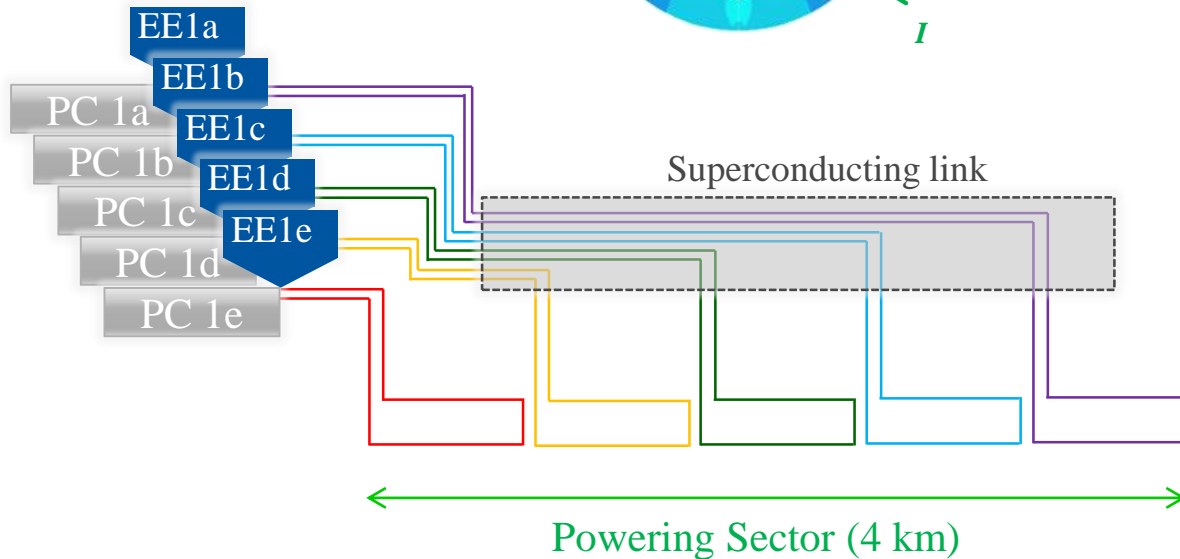 I
EE1a
EE1b
PC 1a
EE1c
PC 1b
EE1d
PC 1c
EE1e
PC 1d
PC 1e
Superconducting link
Powering Sector (4 km)